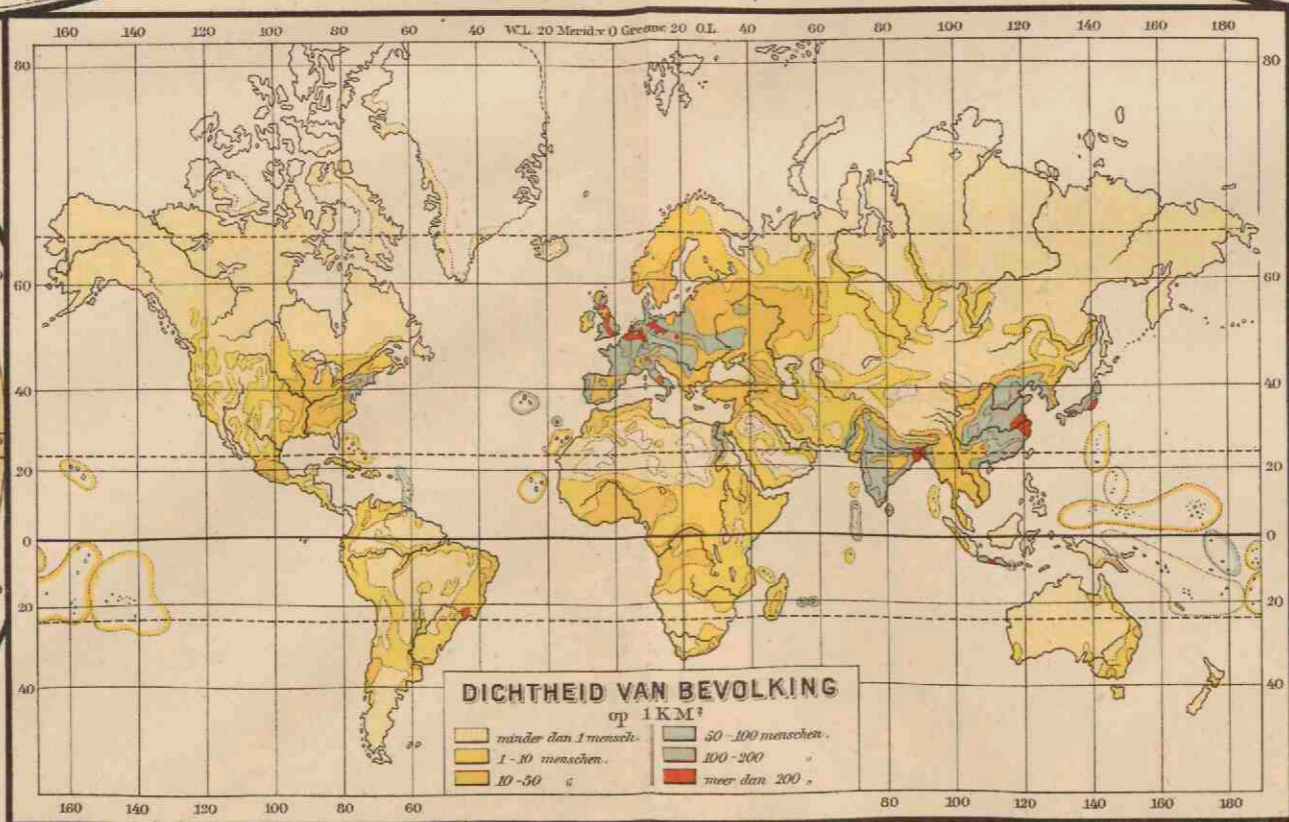 160 140 120 100 80 60 40 W.L. 20 Merid.v 0 Greenw. 20 O.L. 40 60 80 100 120 140 160 180
80 80
60 60
40 40
20 20
0 0
20 20
40 40
DICHTHEID VAN BEVOLKING
op 1 KM²
minder dan 1 mensch.
1-10 menschen.
10-50 "
50-100 menschen.
100-200 "
meer dan 200 "
160 140 120 100 80 60 80 100 120 140 160 180